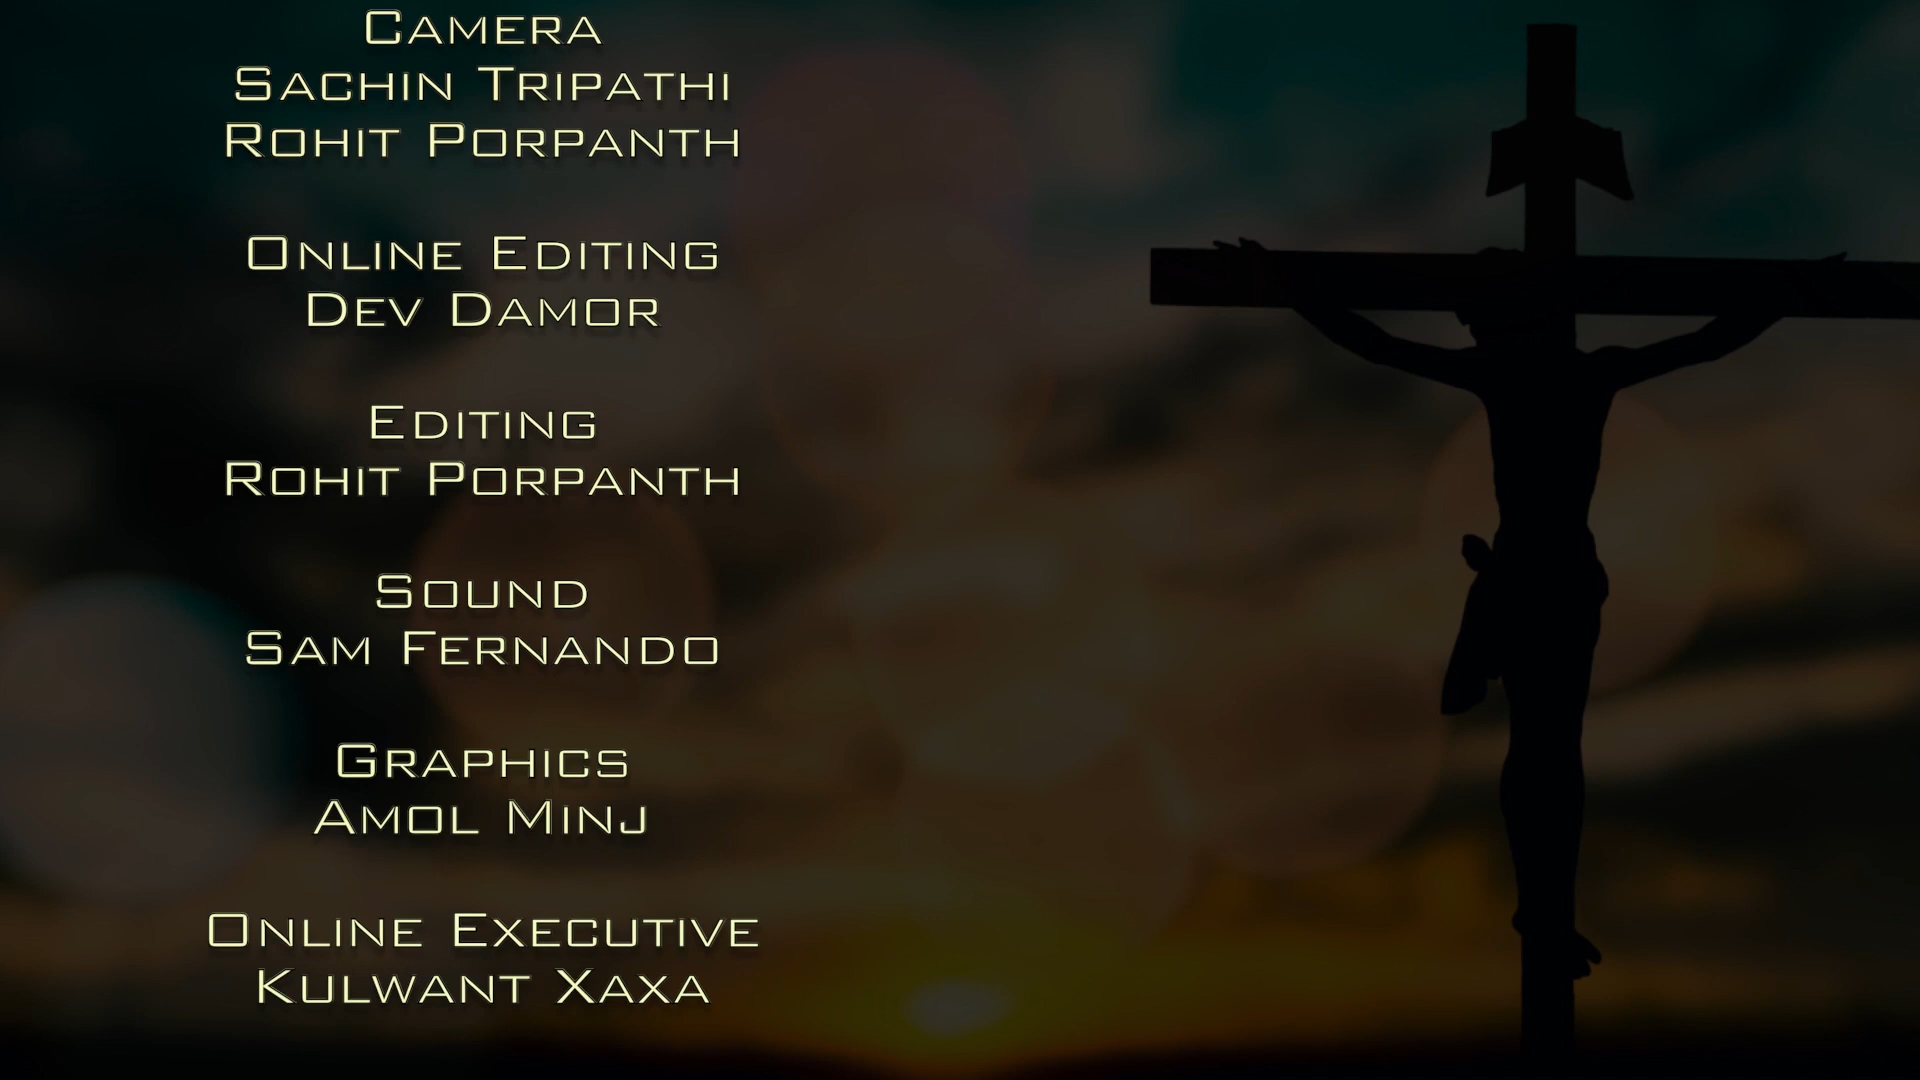 Camera
Sachin Tripathi
Rohit Porpanth
Online Editing
Dev Damor
Editing
Rohit Porpanth
Sound
Sam Fernando
Graphics
Amol Minj
Online Executive
Kulwant Xaxa